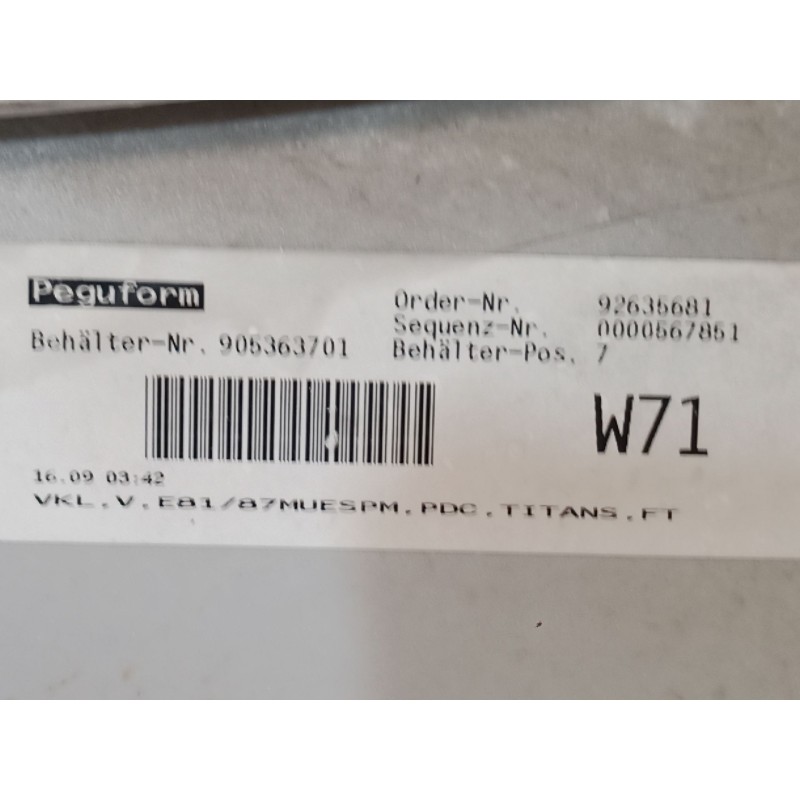 Peguform
Order-Nr. 92635681
Sequenz-Nr. 0000567851
Behälter-Nr. 905363701
Behälter-Pos. 7
W71
16.09 03:42
VKL.V.E81/87MUESPM.PDC.TITANS.FT